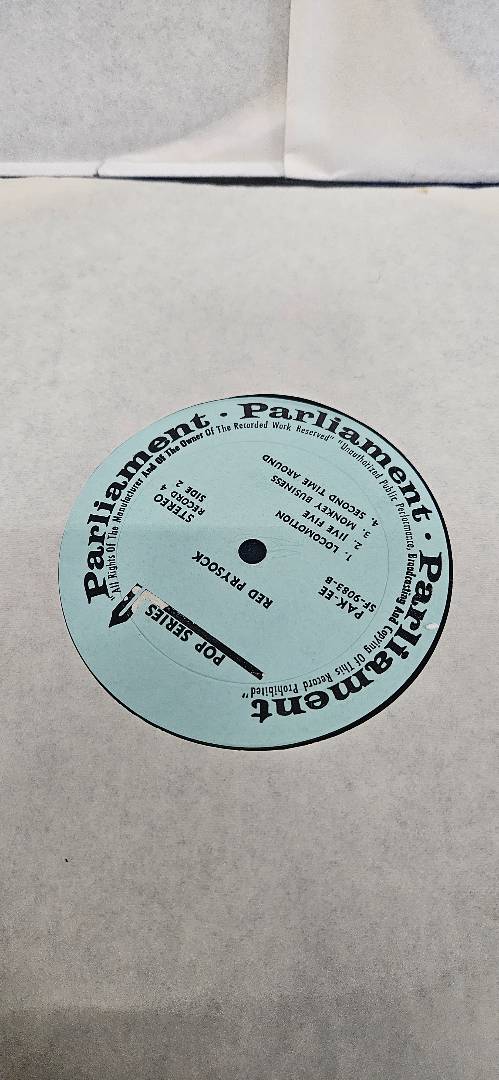 Parliament · Parliament · Parliament · Parliament
"All Rights Of The Manufacturer And Of The Owner Of The Recorded Work Reserved" "Unauthorized Public Performance, Broadcasting And Copying Of This Record Prohibited"
POP SERIES
RED PRYSOCK
STEREO
RECORD 4
SIDE 2
PAK-EE
SF-9083-B
1. LOCOMOTION
2. JIVE FIVE
3. MONKEY BUSINESS
4. SECOND TIME AROUND